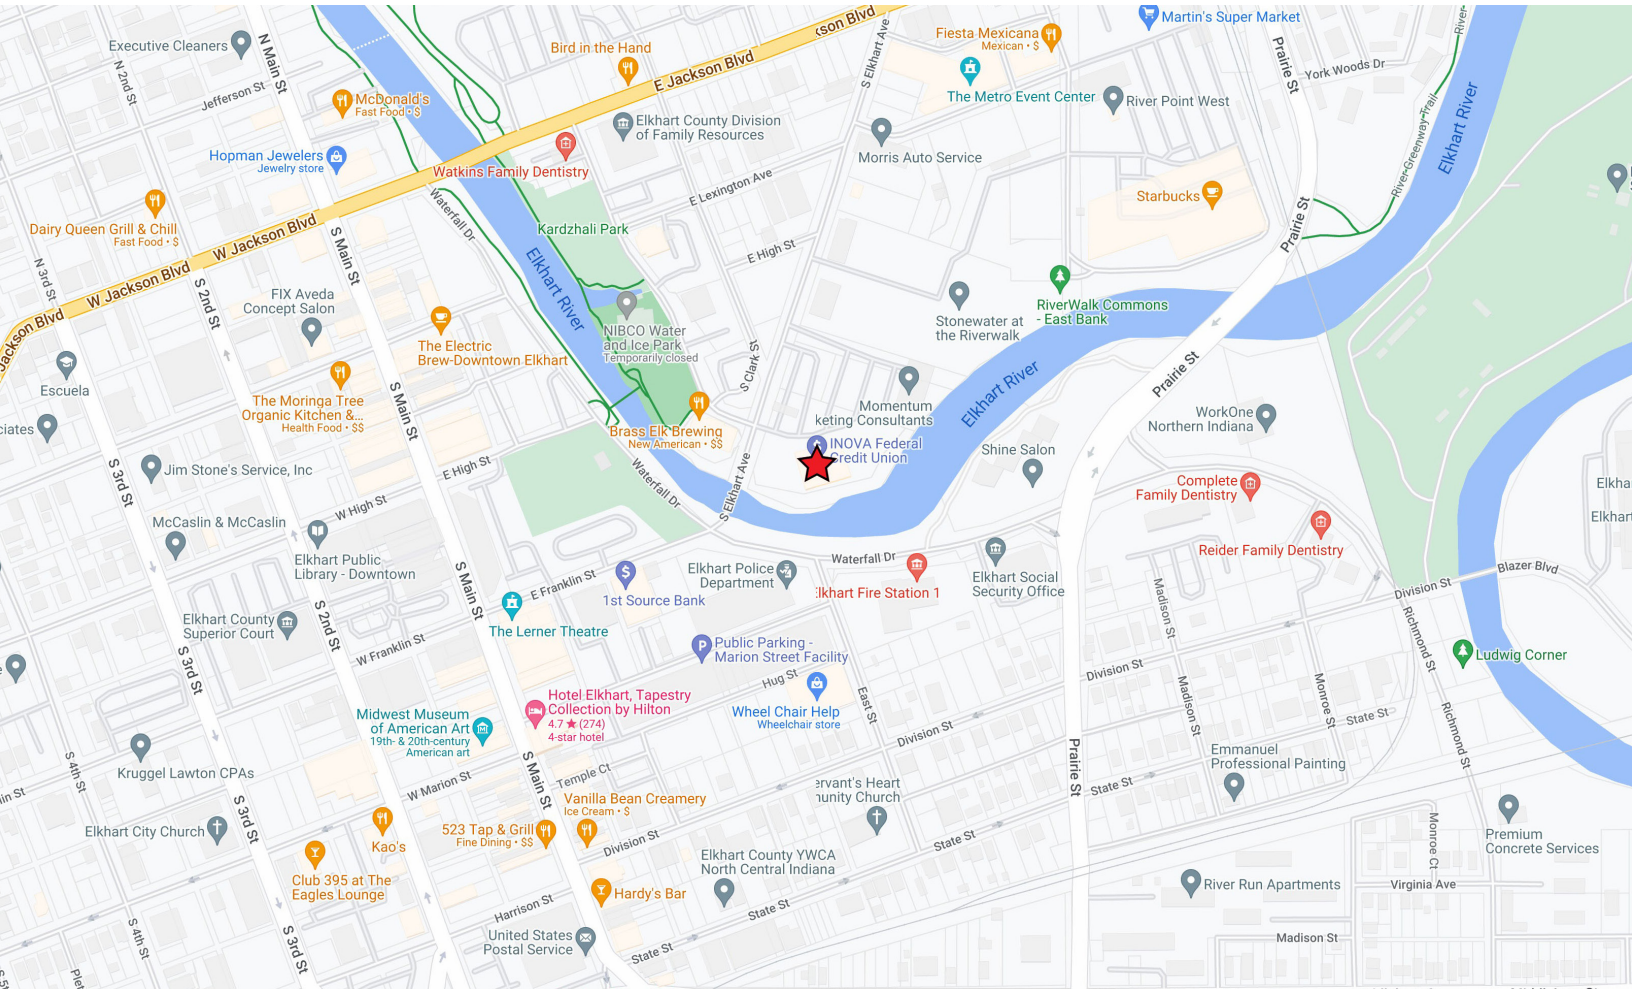 Executive Cleaners
N Main St
N 2nd St
Jefferson St
McDonald's
Fast Food • $
Hopman Jewelers
Jewelry store
Dairy Queen Grill & Chill
Fast Food • $
W Jackson Blvd
W Jackson Blvd
Jackson Blvd
N 3rd St
S 2nd St
S Main St
FIX Aveda
Concept Salon
Escuela
The Electric
Brew-Downtown Elkhart
The Moringa Tree
Organic Kitchen &...
Health Food • $$
ciates
S Main St
Bird in the Hand
E Jackson Blvd
kson Blvd
Elkhart County Division
of Family Resources
Watkins Family Dentistry
Waterfall Dr
E Lexington Ave
Kardzhali Park
Elkhart River
E High St
NIBCO Water
and Ice Park
Temporarily closed
S Clark St
Brass Elk Brewing
New American • $$
S Elkhart Ave
Fiesta Mexicana
Mexican • $
The Metro Event Center
Martin's Super Market
River Point West
Morris Auto Service
Starbucks
Prairie St
York Woods Dr
River Greenway Trail
River-
Elkhart River
Prairie St
RiverWalk Commons
- East Bank
Stonewater at
the Riverwalk
Momentum
keting Consultants
INOVA Federal
Credit Union
Elkhart River
Prairie St
WorkOne
Northern Indiana
Shine Salon
Complete
Family Dentistry
Reider Family Dentistry
Elkha
Elkhart
Blazer Blvd
Division St
S 3rd St
Jim Stone's Service, Inc
E High St
W High St
McCaslin & McCaslin
Elkhart Public
Library - Downtown
Waterfall Dr
S Elkhart Ave
Waterfall Dr
Elkhart Police
Department
Elkhart Fire Station 1
Elkhart Social
Security Office
E Franklin St
1st Source Bank
S Main St
S 2nd St
The Lerner Theatre
Elkhart County
Superior Court
W Franklin St
S 3rd St
Public Parking -
Marion Street Facility
Hug St
Wheel Chair Help
Wheelchair store
East St
Hotel Elkhart, Tapestry
Collection by Hilton
4.7 ★ (274)
4-star hotel
Midwest Museum
of American Art
19th- & 20th-century
American art
Madison St
Division St
Madison St
Monroe St
State St
Richmond St
Ludwig Corner
Richmond St
Kruggel Lawton CPAs
S 4th St
S Main St
Temple Ct
W Marion St
Division St
Prairie St
State St
Emmanuel
Professional Painting
in St
S 3rd St
Elkhart City Church
Kao's
Vanilla Bean Creamery
Ice Cream • $
523 Tap & Grill
Fine Dining • $$
Division St
ervant's Heart
nunity Church
State St
Monroe Ct
Premium
Concrete Services
Club 395 at The
Eagles Lounge
Hardy's Bar
Elkhart County YWCA
North Central Indiana
River Run Apartments
Virginia Ave
Harrison St
State St
S 4th St
S 3rd St
United States
Postal Service
State St
Madison St